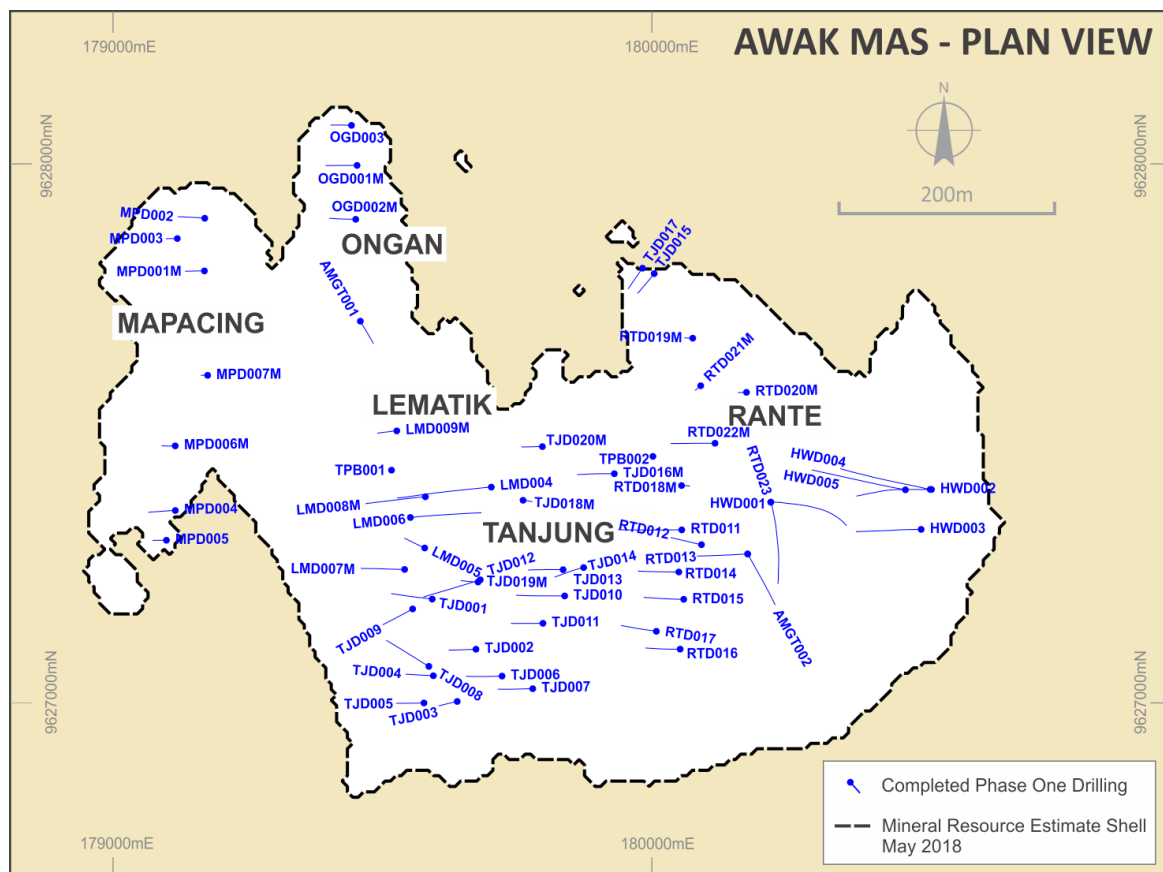 179000mE
180000mE
AWAK MAS - PLAN VIEW
N
200m
9628000mN
9628000mN
OGD003
OGD001M
OGD002M
ONGAN
MPD002
MPD003
MPD001M
AMGT001
MAPACING
MPD007M
TJD017
TJD015
RTD019M
RTD021M
RTD020M
LEMATIK
RANTE
LMD009M
MPD006M
TJD020M
RTD022M
TPB002
TPB001
TJD016M
RTD018M
RTD023
HWD004
HWD005
HWD002
HWD001
HWD003
LMD004
LMD008M
TJD018M
LMD006
MPD004
MPD005
TANJUNG
RTD012
RTD011
RTD013
RTD014
RTD015
LMD005
LMD007M
TJD012
TJD019M
TJD014
TJD013
TJD010
TJD001
TJD009
TJD011
RTD017
RTD016
AMGT002
TJD002
TJD004
TJD008
TJD006
TJD007
TJD005
TJD003
9627000mN
9627000mN
Completed Phase One Drilling
Mineral Resource Estimate Shell
May 2018
179000mE
180000mE